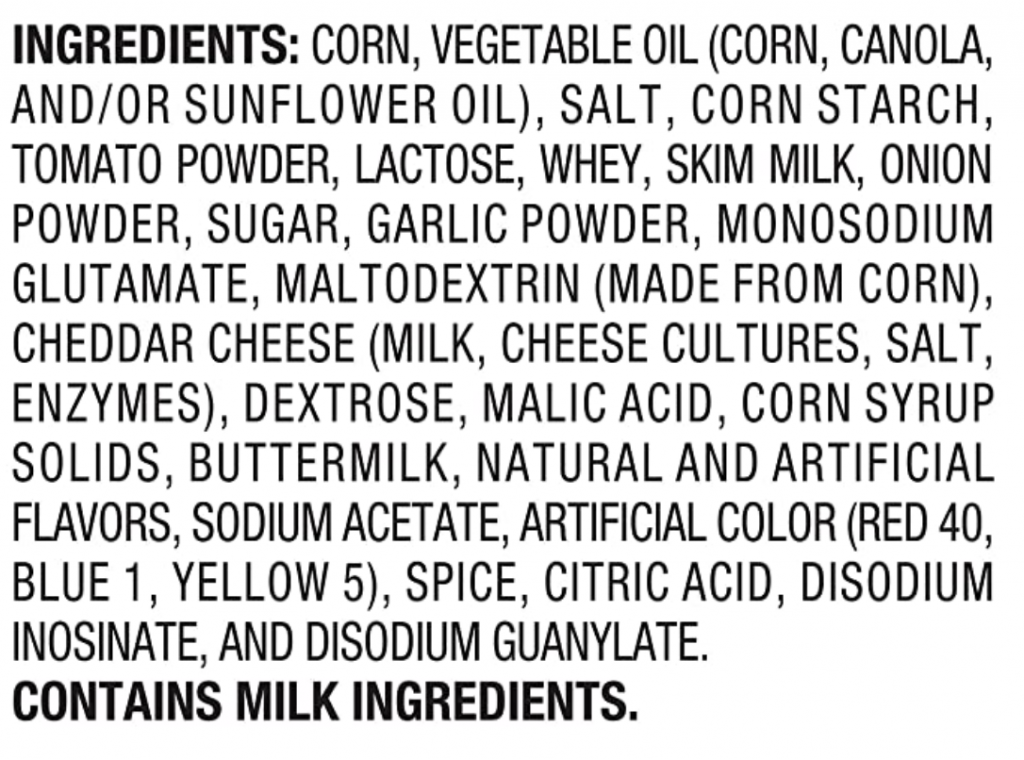 INGREDIENTS: CORN, VEGETABLE OIL (CORN, CANOLA,
AND/OR SUNFLOWER OIL), SALT, CORN STARCH,
TOMATO POWDER, LACTOSE, WHEY, SKIM MILK, ONION
POWDER, SUGAR, GARLIC POWDER, MONOSODIUM
GLUTAMATE, MALTODEXTRIN (MADE FROM CORN),
CHEDDAR CHEESE (MILK, CHEESE CULTURES, SALT,
ENZYMES), DEXTROSE, MALIC ACID, CORN SYRUP
SOLIDS, BUTTERMILK, NATURAL AND ARTIFICIAL
FLAVORS, SODIUM ACETATE, ARTIFICIAL COLOR (RED 40,
BLUE 1, YELLOW 5), SPICE, CITRIC ACID, DISODIUM
INOSINATE, AND DISODIUM GUANYLATE.
CONTAINS MILK INGREDIENTS.